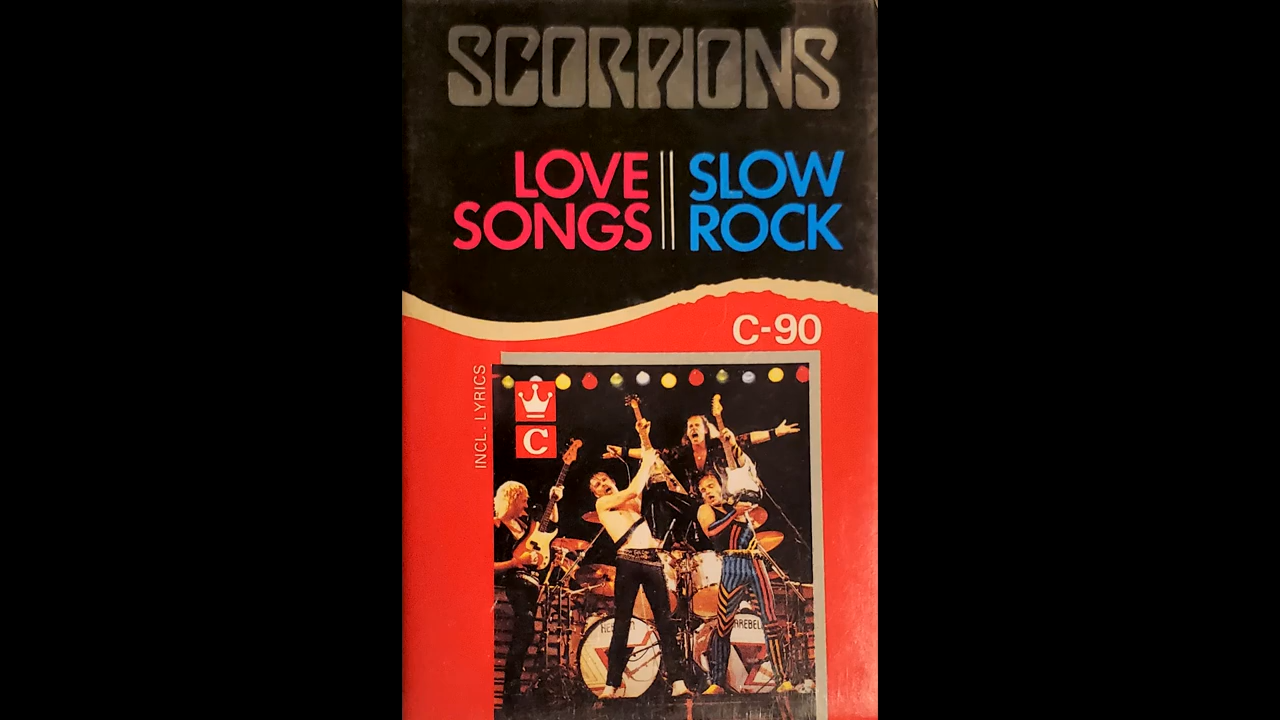 SCORPIONS
LOVE SONGS
SLOW ROCK
C-90
INCL. LYRICS
C